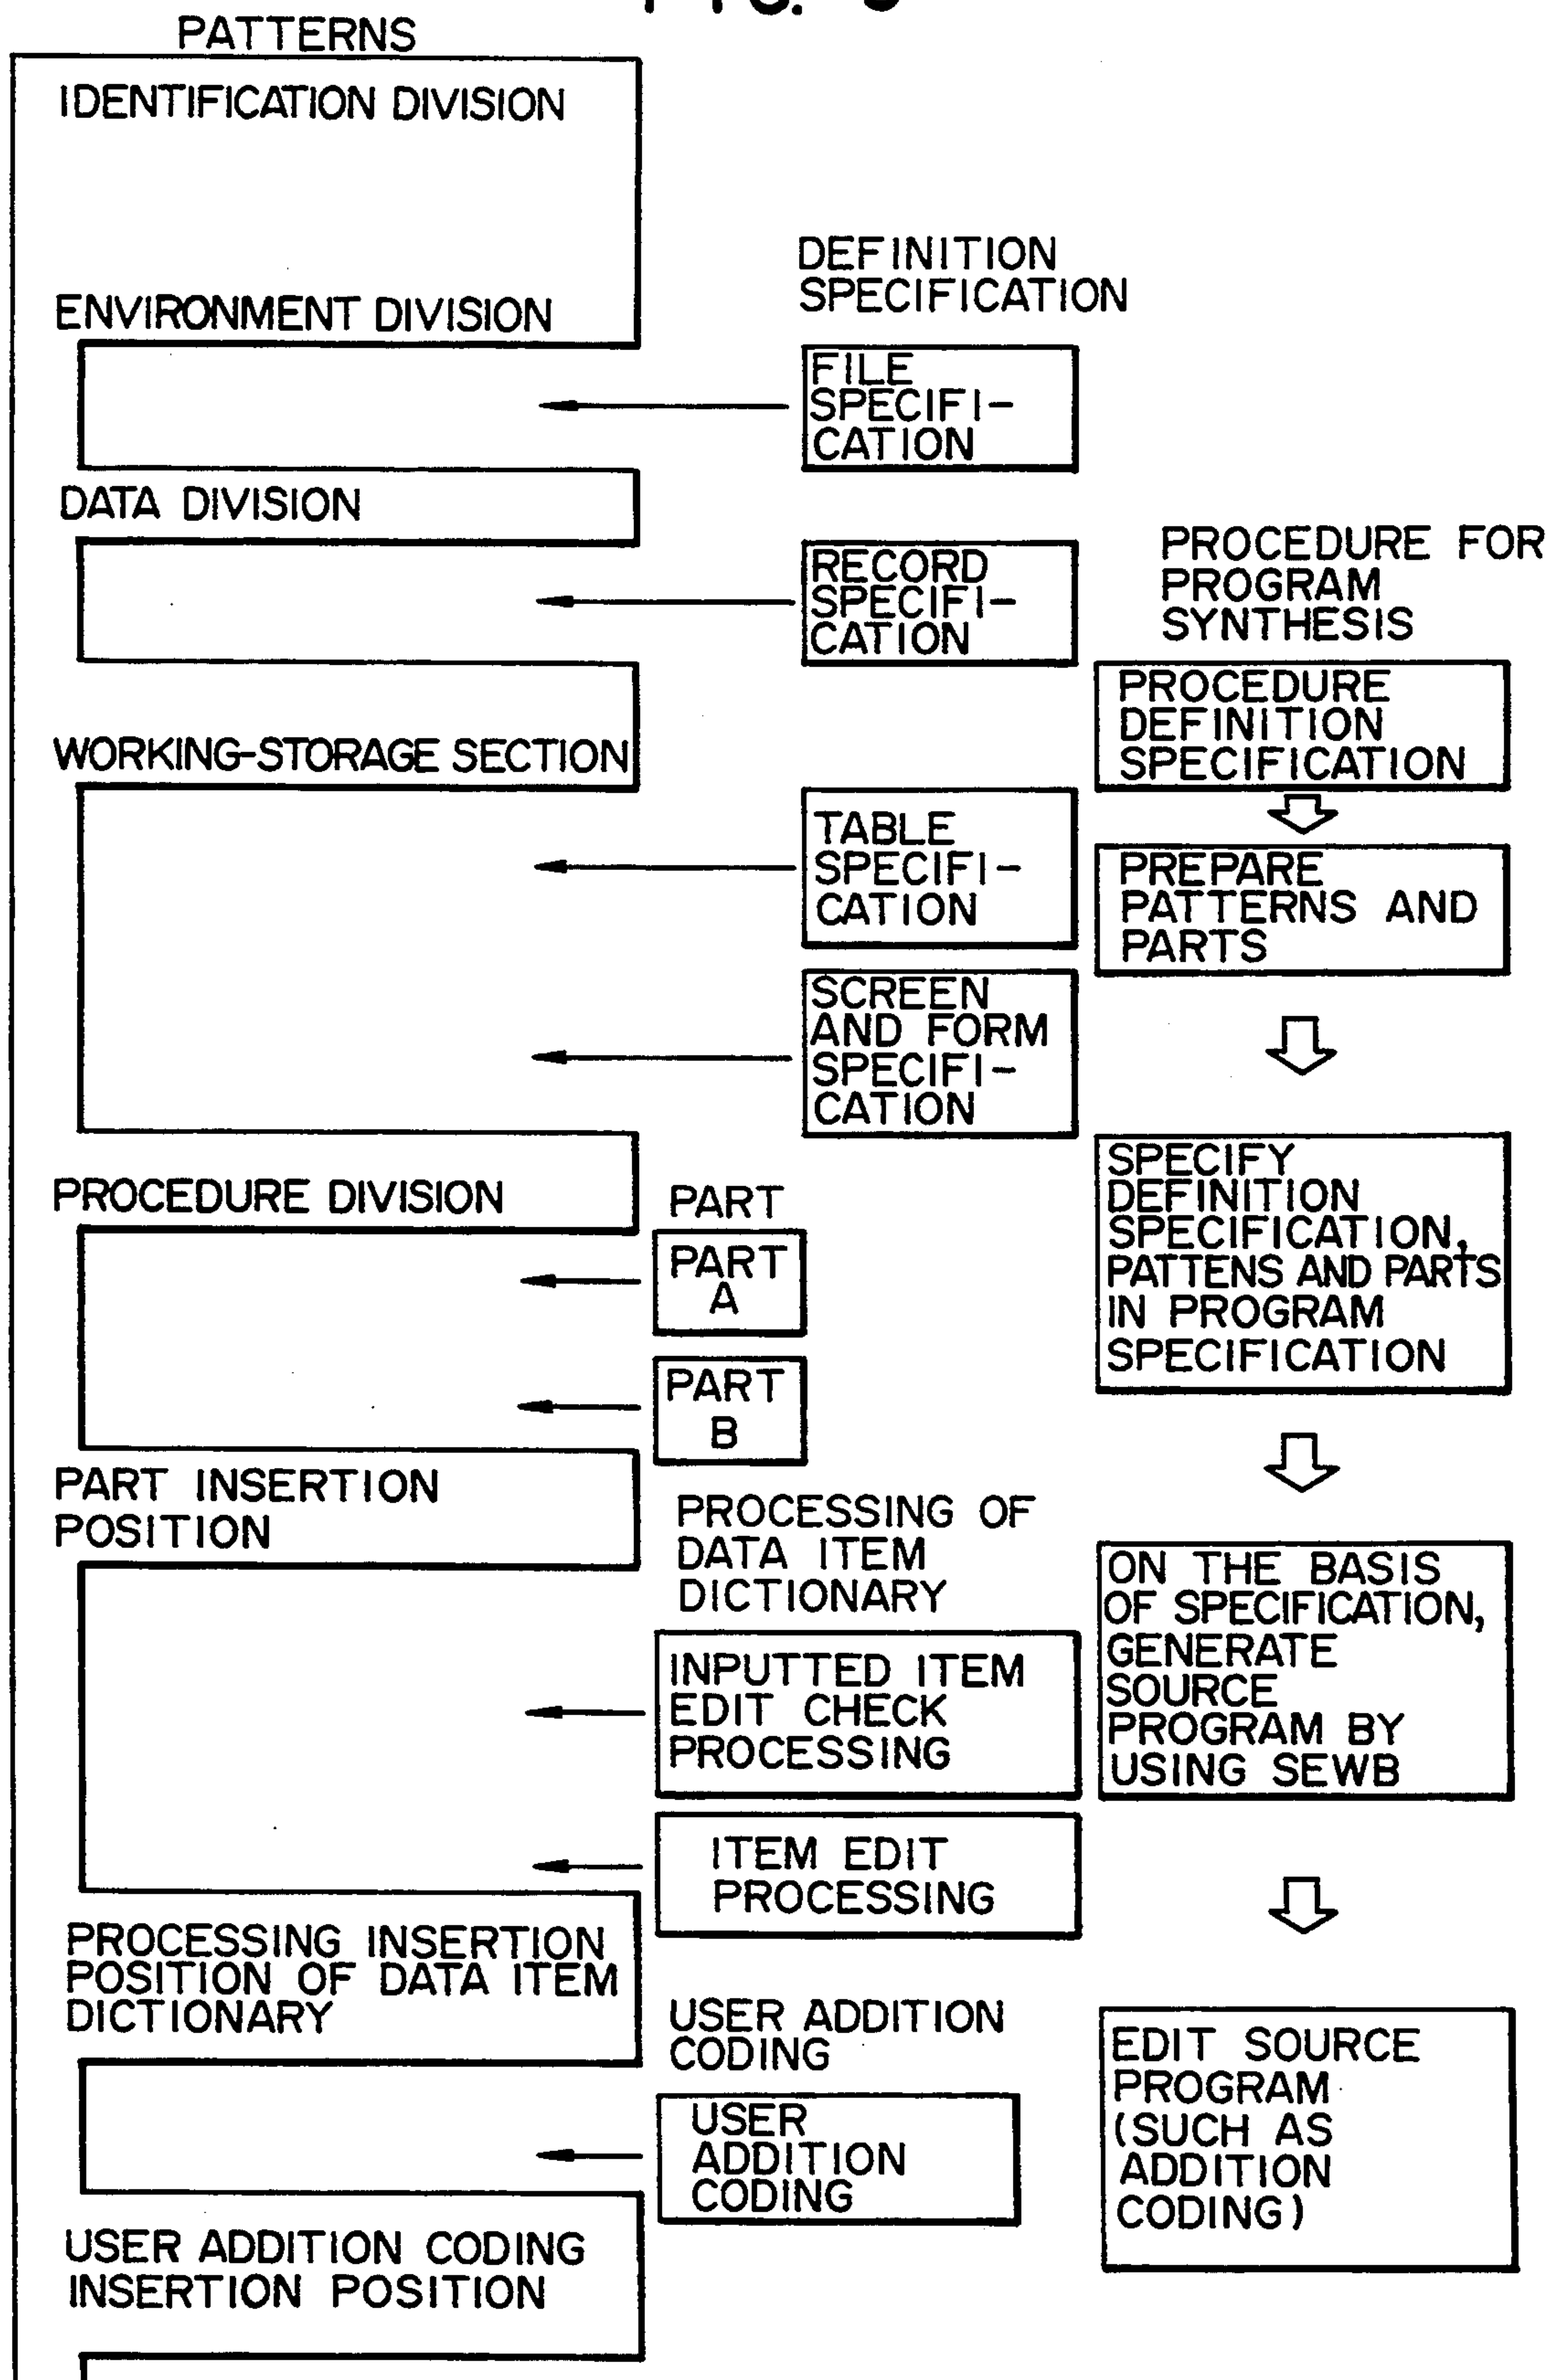 PATTERNS
IDENTIFICATION DIVISION
ENVIRONMENT DIVISION
DATA DIVISION
WORKING-STORAGE SECTION
PROCEDURE DIVISION
PART INSERTION
POSITION
PROCESSING INSERTION
POSITION OF DATA ITEM
DICTIONARY
USER ADDITION CODING
INSERTION POSITION
DEFINITION
SPECIFICATION
FILE
SPECIFI-
CATION
RECORD
SPECIFI-
CATION
TABLE
SPECIFI-
CATION
SCREEN
AND FORM
SPECIFI-
CATION
PART
PART
A
PART
B
PROCESSING OF
DATA ITEM
DICTIONARY
INPUTTED ITEM
EDIT CHECK
PROCESSING
ITEM EDIT
PROCESSING
USER ADDITION
CODING
USER
ADDITION
CODING
PROCEDURE FOR
PROGRAM
SYNTHESIS
PROCEDURE
DEFINITION
SPECIFICATION
PREPARE
PATTERNS AND
PARTS
SPECIFY
DEFINITION
SPECIFICATION,
PATTENS AND PARTS
IN PROGRAM
SPECIFICATION
ON THE BASIS
OF SPECIFICATION,
GENERATE
SOURCE
PROGRAM BY
USING SEWB
EDIT SOURCE
PROGRAM
(SUCH AS
ADDITION
CODING)